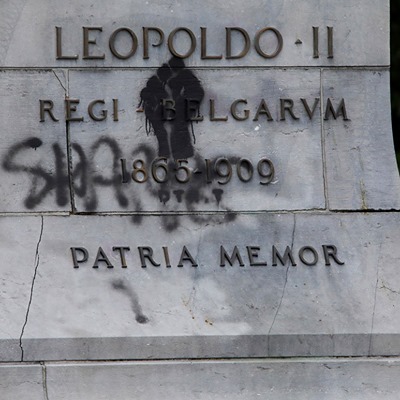 LEOPOLDO · II
REGI · BELGARVM
1865-1909
PATRIA MEMOR